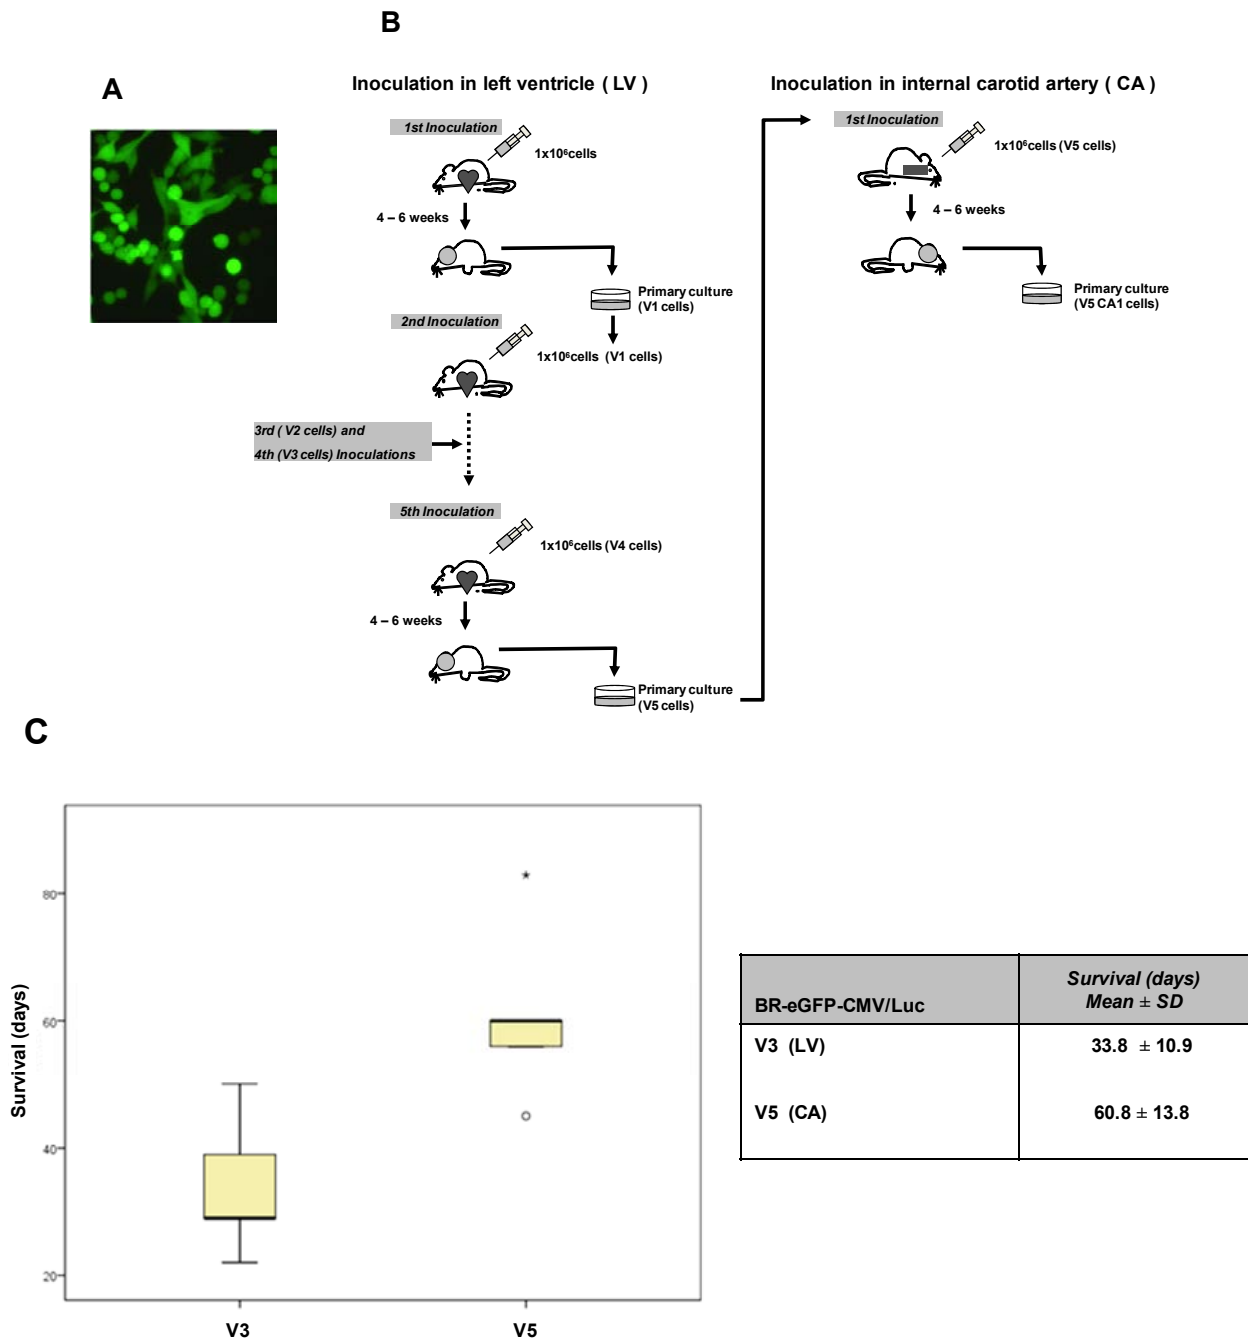 B
A
Inoculation in left ventricle ( LV )
Inoculation in internal carotid artery ( CA )
1st Inoculation
1x10⁶cells
4 – 6 weeks
Primary culture
(V1 cells)
2nd Inoculation
1x10⁶cells (V1 cells)
3rd ( V2 cells) and
4th (V3 cells) Inoculations
5th Inoculation
1x10⁶cells (V4 cells)
4 – 6 weeks
Primary culture
(V5 cells)
1st Inoculation
1x10⁶cells (V5 cells)
4 – 6 weeks
Primary culture
(V5 CA1 cells)
C
Survival (days)
80
60
40
20
*
V3
V5
BR-eGFP-CMV/Luc
Survival (days)
Mean ± SD
V3 (LV)
33.8 ± 10.9
V5 (CA)
60.8 ± 13.8